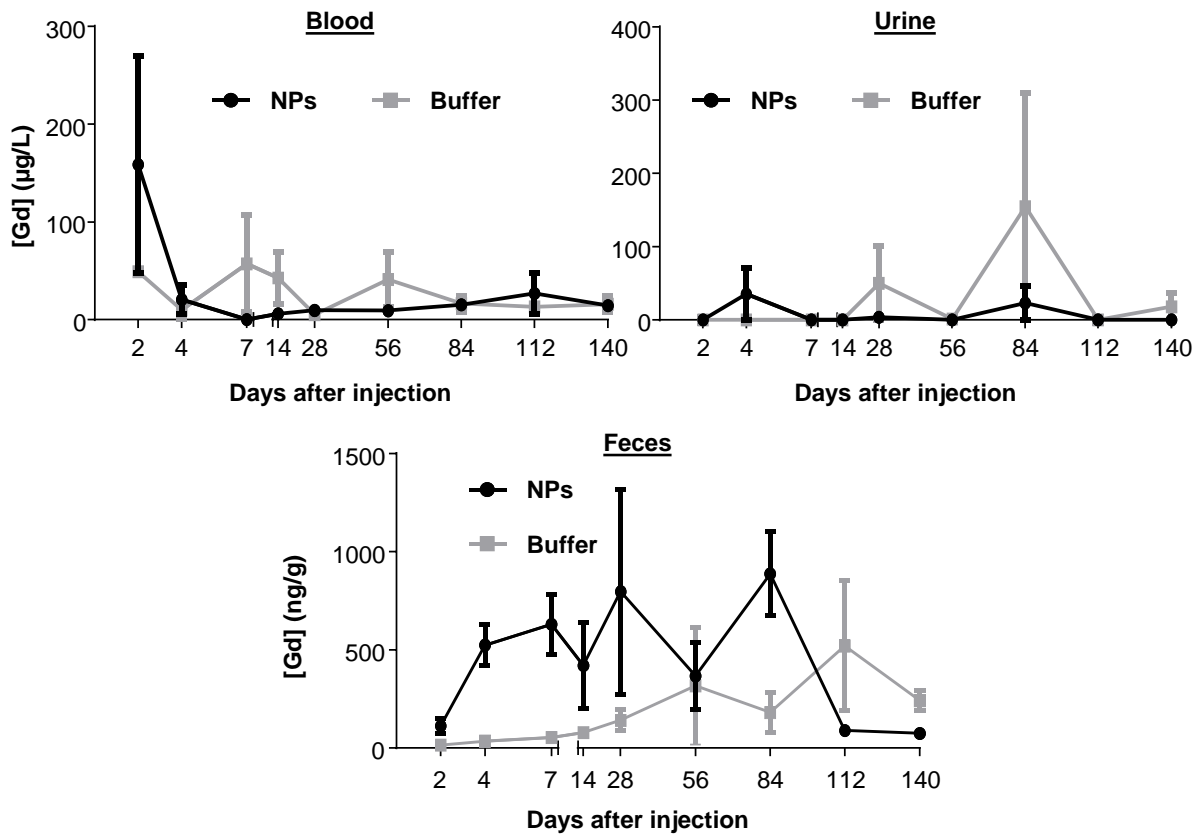 Blood
300
200
100
0
[Gd] (µg/L)
NPs Buffer
2 4 7 14 28 56 84 112 140
Days after injection
Urine
400
300
200
100
0
NPs Buffer
2 4 7 14 28 56 84 112 140
Days after injection
Feces
1500
1000
500
0
[Gd] (ng/g)
NPs
Buffer
2 4 7 14 28 56 84 112 140
Days after injection